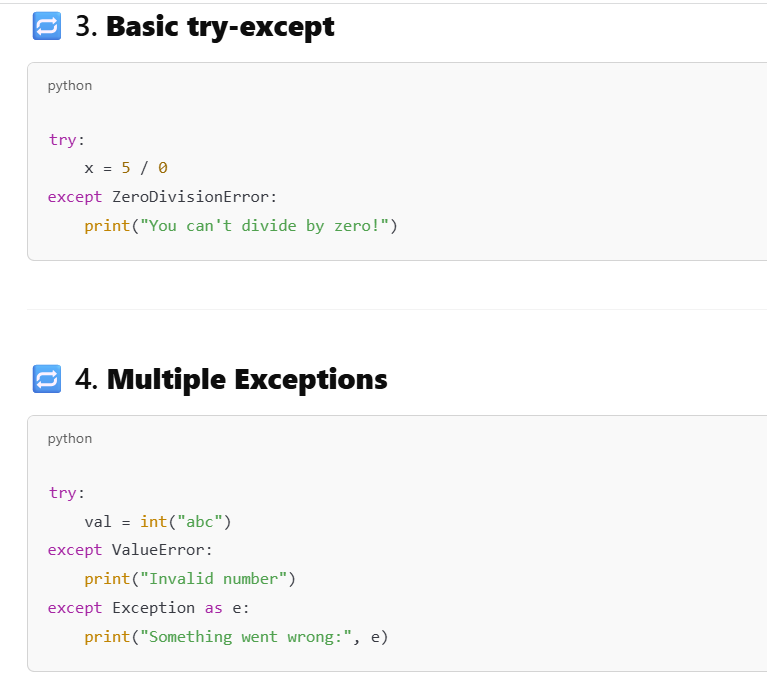 🔁 3. Basic try-except
python
try:
    x = 5 / 0
except ZeroDivisionError:
    print("You can't divide by zero!")
🔁 4. Multiple Exceptions
python
try:
    val = int("abc")
except ValueError:
    print("Invalid number")
except Exception as e:
    print("Something went wrong:", e)